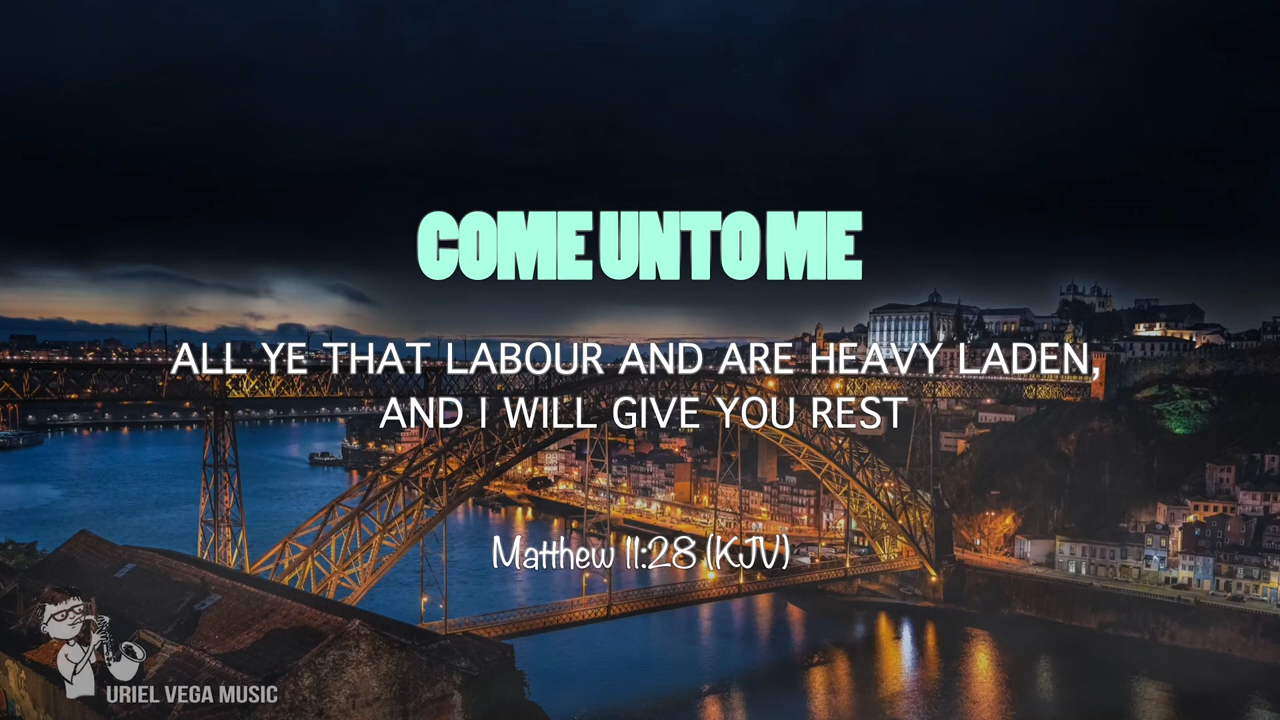 COME UNTO ME
ALL YE THAT LABOUR AND ARE HEAVY LADEN,
AND I WILL GIVE YOU REST
Matthew 11:28 (KJV)
URIEL VEGA MUSIC